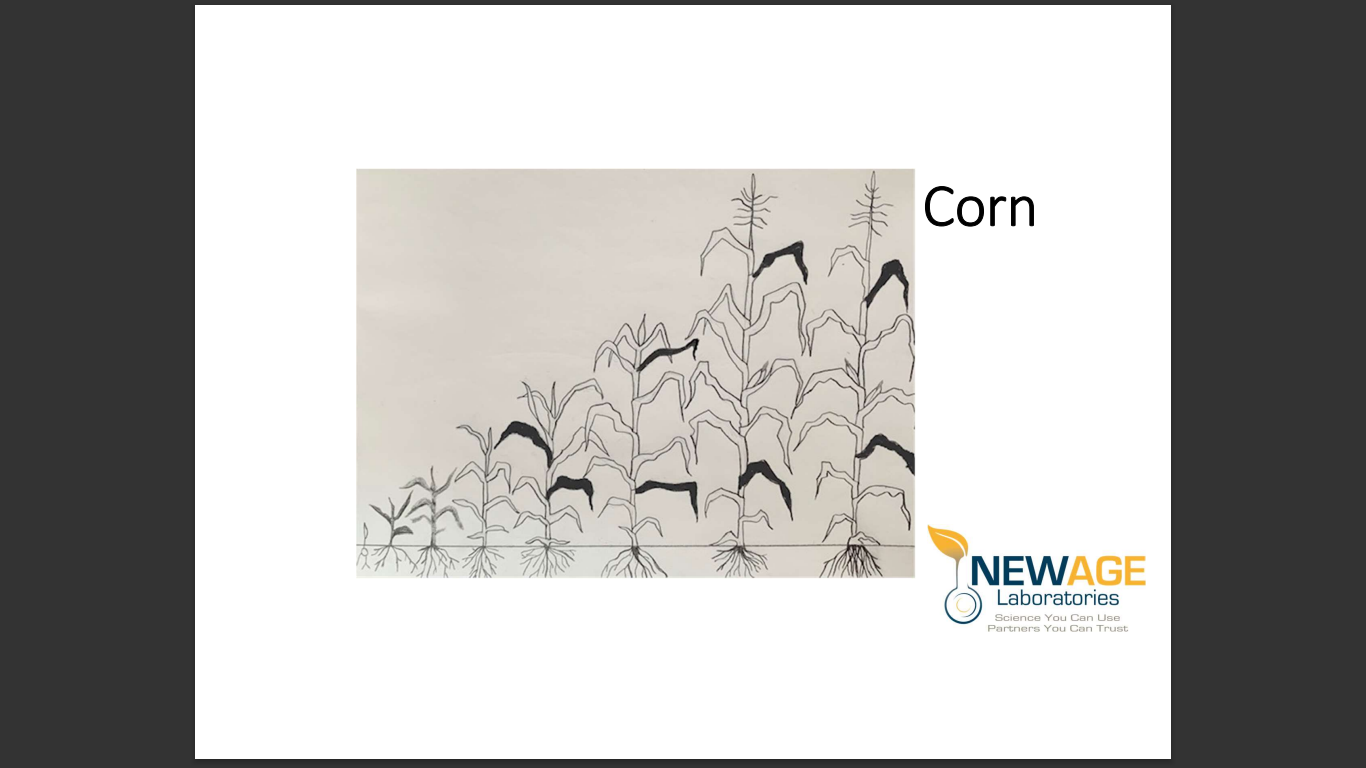 Corn
NEWAGE
Laboratories
Science You Can Use
Partners You Can Trust